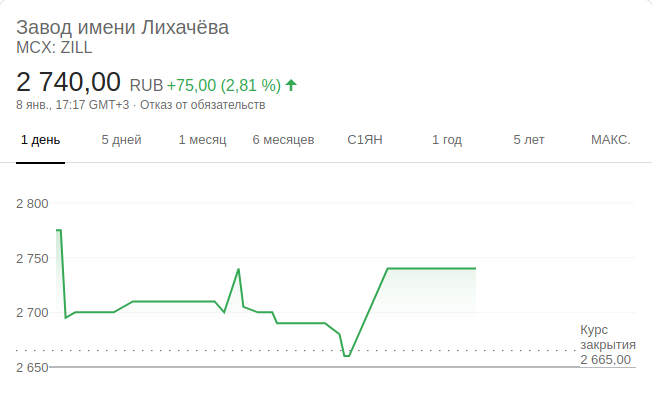 Завод имени Лихачёва
MCX: ZILL
2 740,00 RUB +75,00 (2,81 %)
8 янв., 17:17 GMT+3 · Отказ от обязательств
1 день 5 дней 1 месяц 6 месяцев С1ЯН 1 год 5 лет МАКС.
2 800
2 750
2 700
2 650
Курс
закрытия
2 665,00